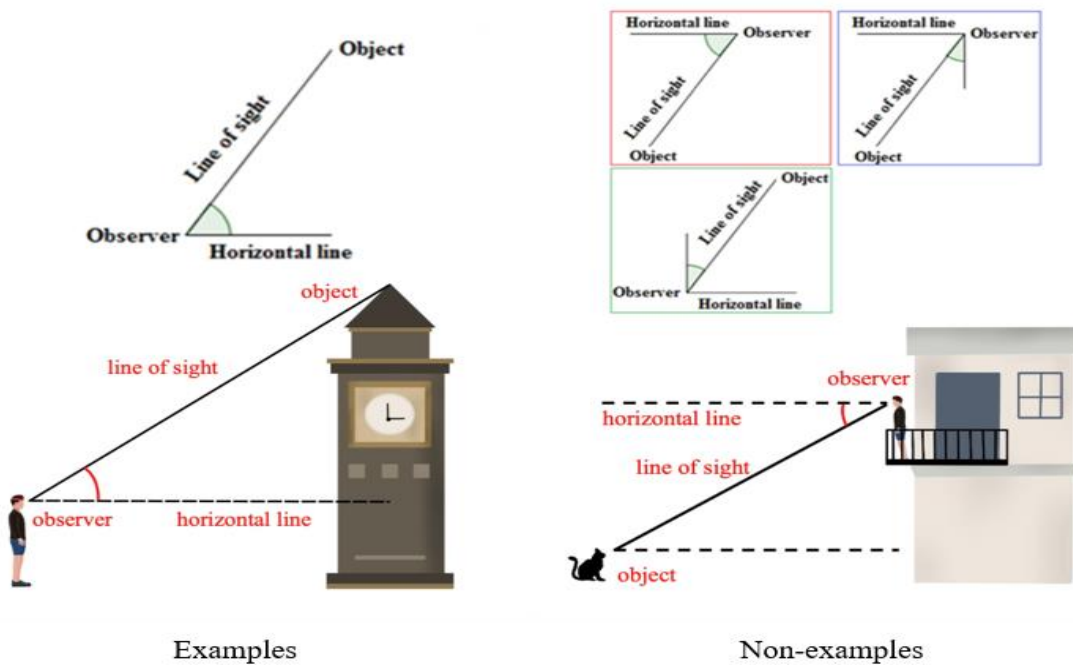 Object
Line of sight
Observer
Horizontal line
object
line of sight
observer
horizontal line
Examples
Horizontal line
Observer
Line of sight
Object
Horizontal line
Observer
Line of sight
Object
Object
Line of sight
Observer
Horizontal line
observer
horizontal line
line of sight
object
Non-examples